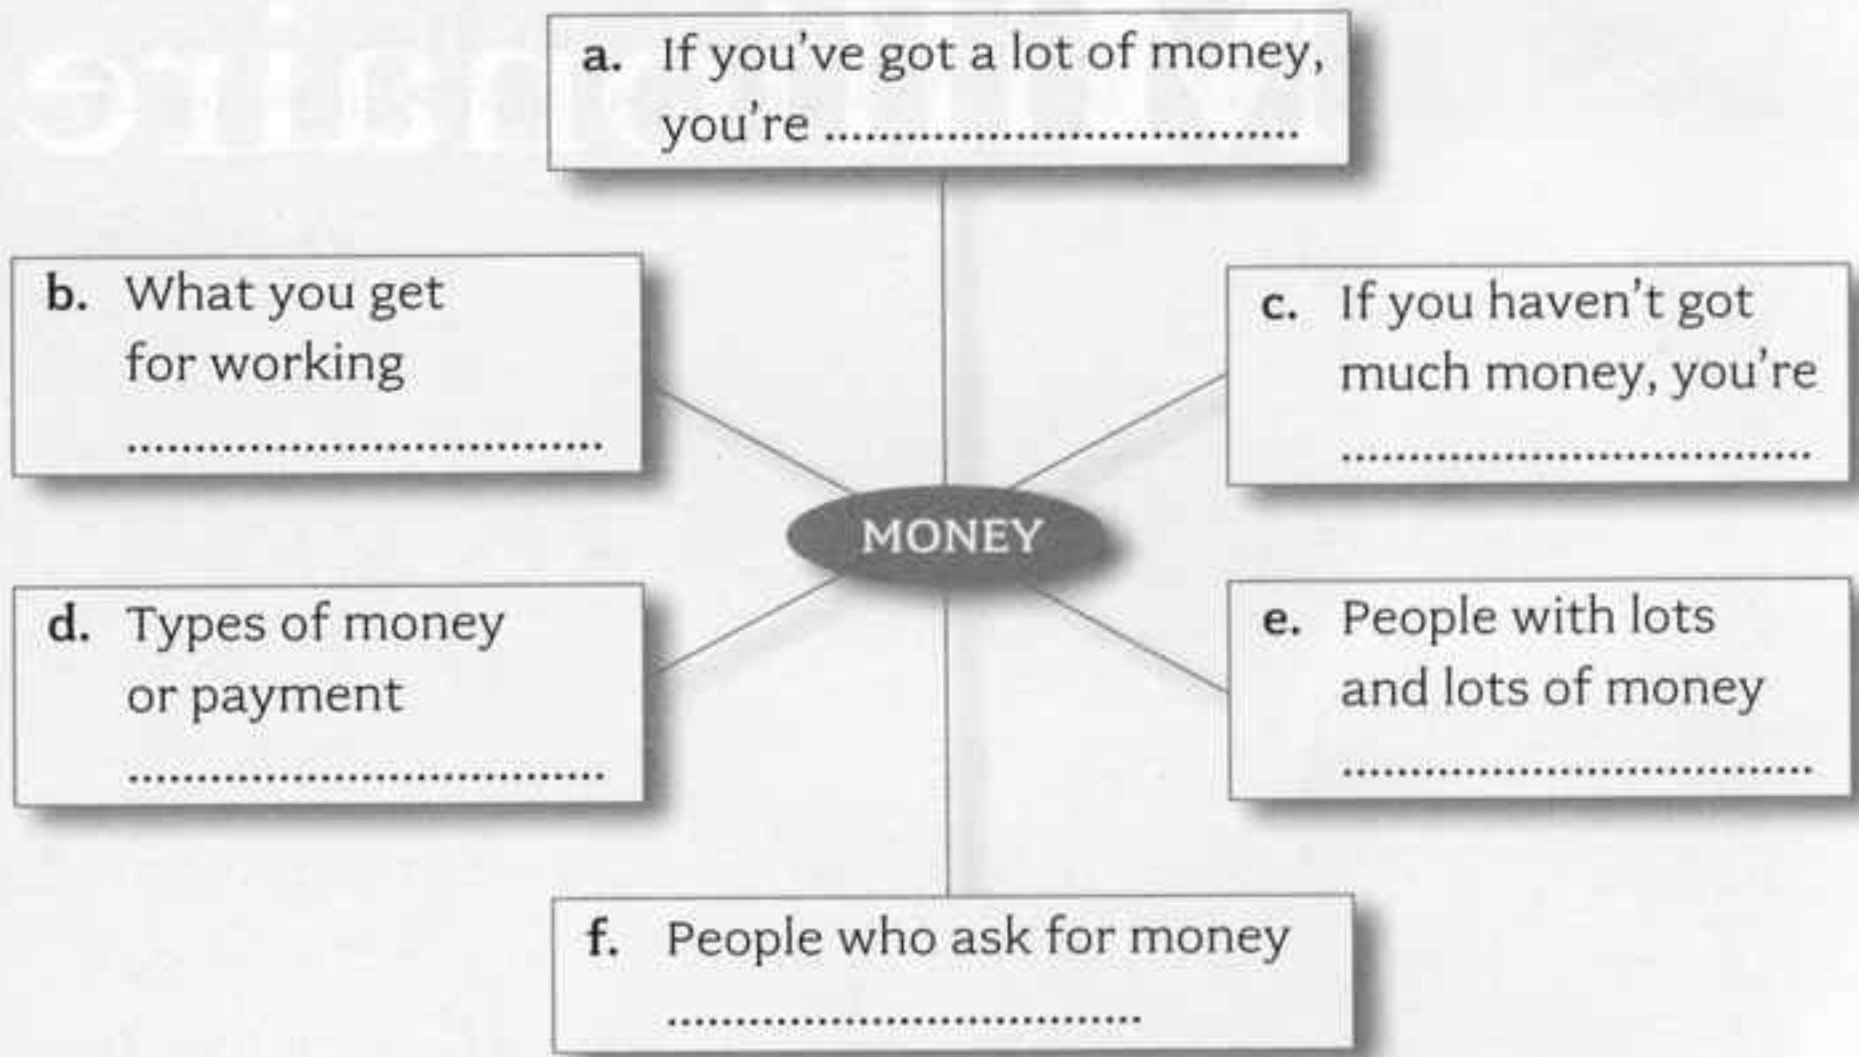 a. If you've got a lot of money,
you're ..................................
b. What you get
for working
..................................
c. If you haven't got
much money, you're
..................................
MONEY
d. Types of money
or payment
..................................
e. People with lots
and lots of money
..................................
f. People who ask for money
..................................